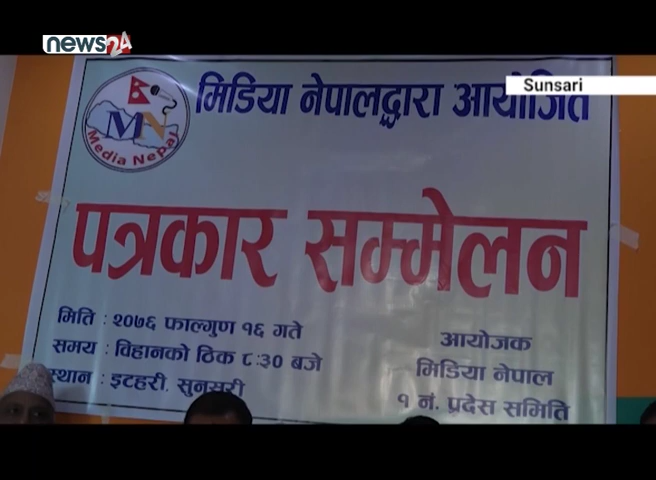 news24
Sunsari
मिडिया नेपालद्वारा आयोजित
MN
Media Nepal
पत्रकार सम्मेलन
मिति : २०७६ फाल्गुण १६ गते
समय : विहानको ठिक ८:३० बजे
स्थान : इटहरी, सुनसरी
आयोजक
मिडिया नेपाल
१ नं. प्रदेस समिति